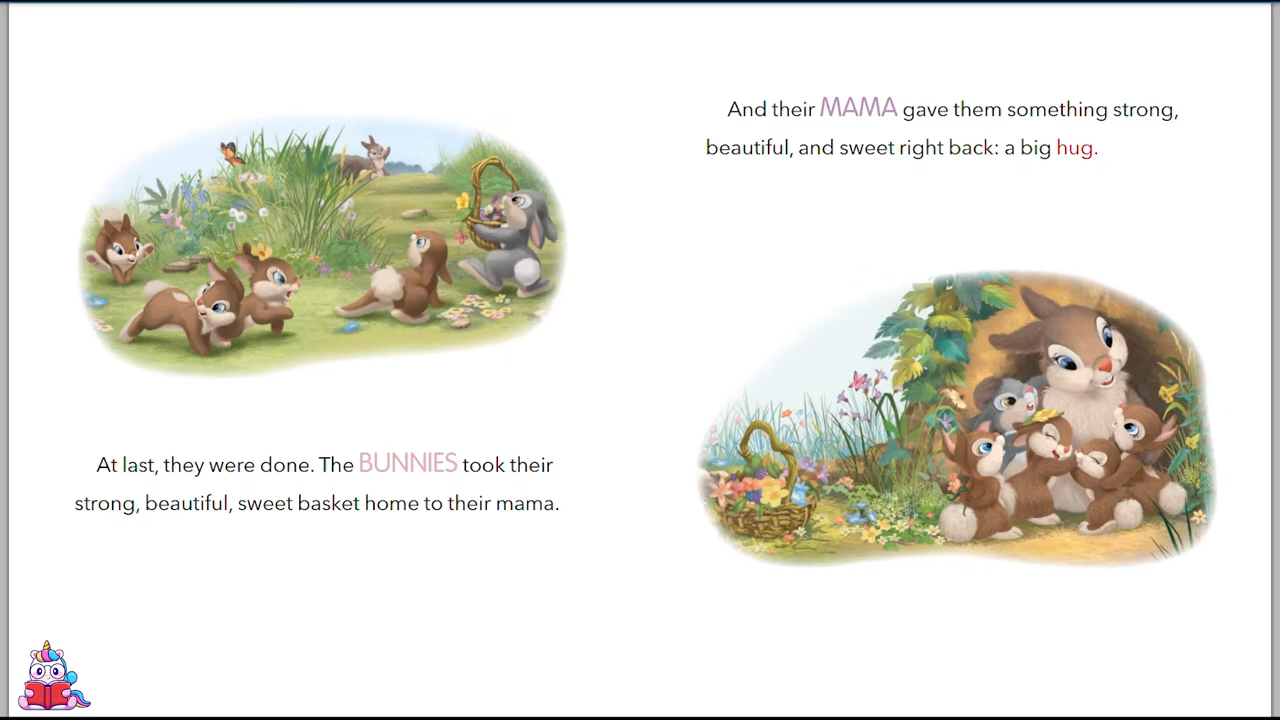 At last, they were done. The BUNNIES took their
strong, beautiful, sweet basket home to their mama.
And their MAMA gave them something strong,
beautiful, and sweet right back: a big hug.